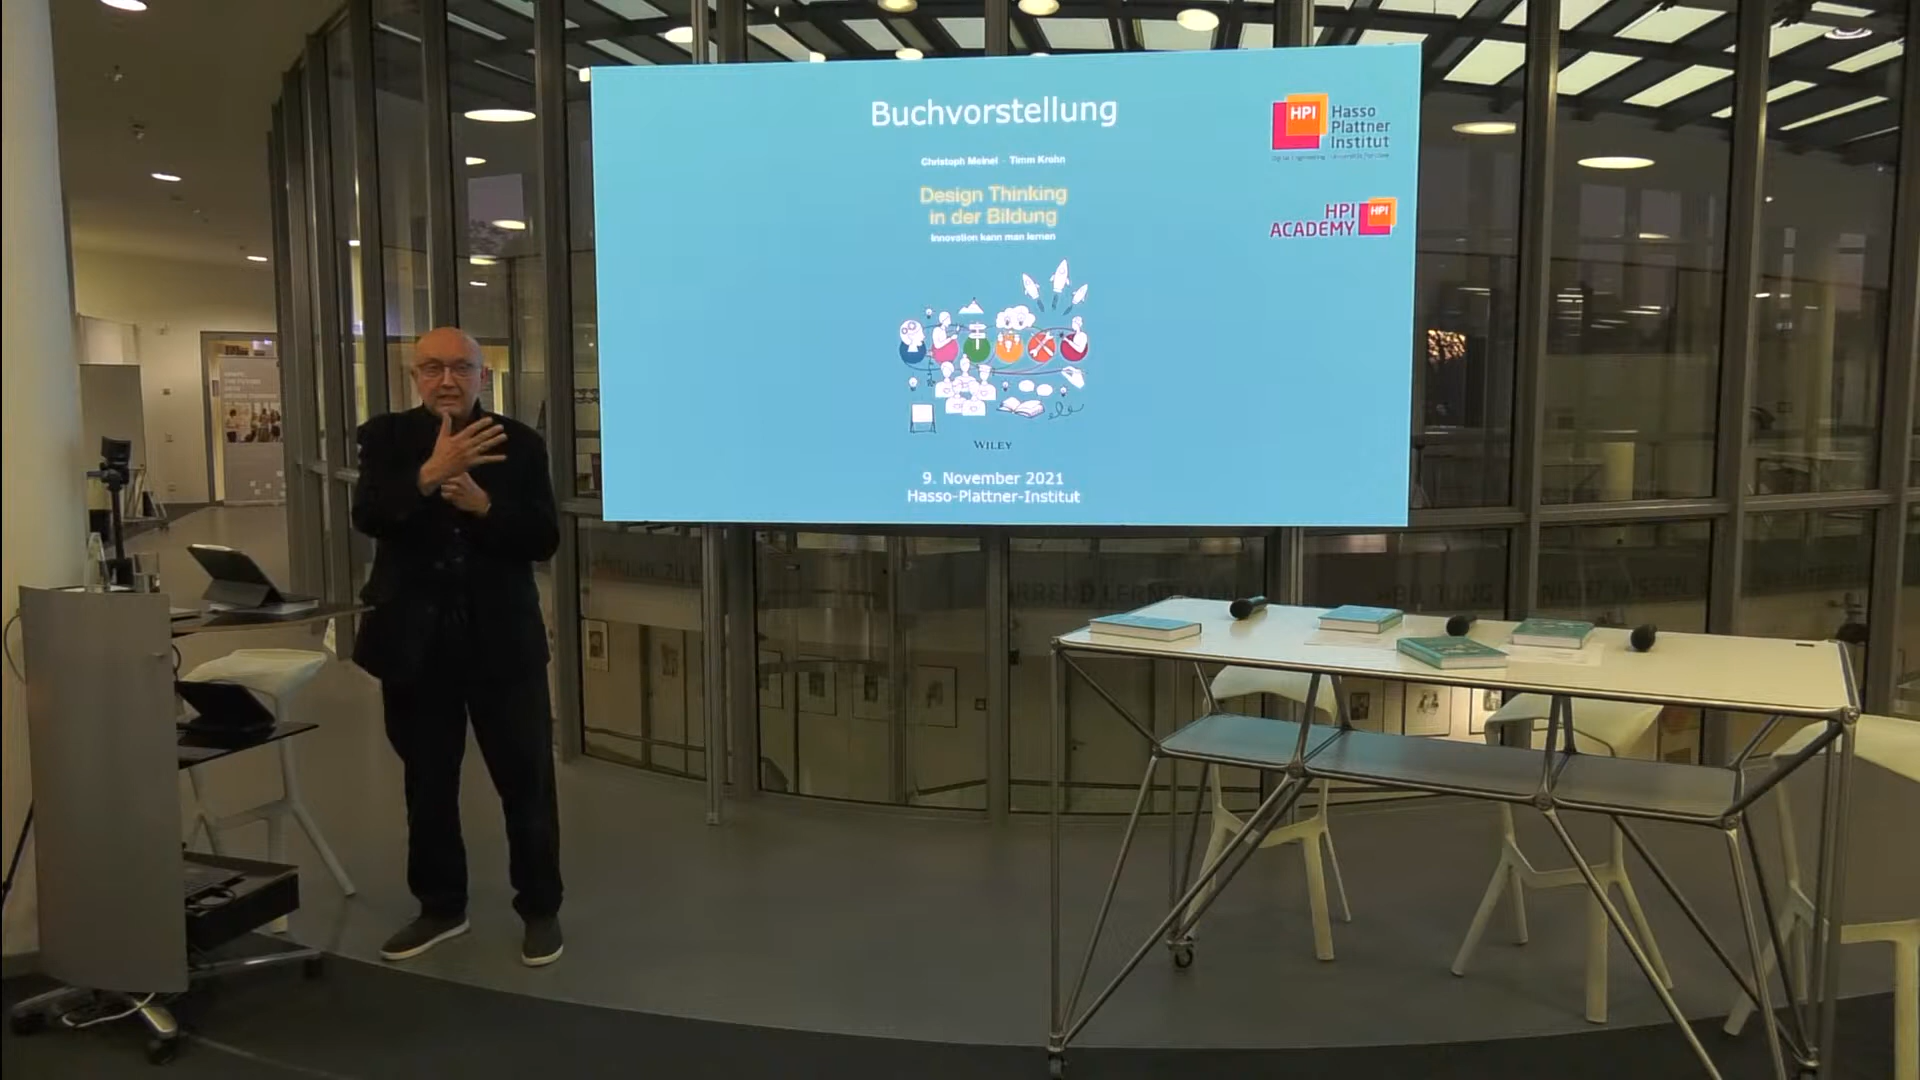 Buchvorstellung
Christoph Meinel · Timm Krohn
Design Thinking
in der Bildung
Innovation kann man lernen
WILEY
9. November 2021
Hasso-Plattner-Institut
HPI
Hasso
Plattner
Institut
HPI
ACADEMY
HPI